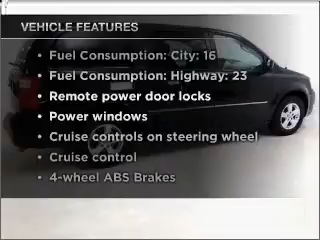 VEHICLE FEATURES
• Fuel Consumption: City: 16
• Fuel Consumption: Highway: 23
• Remote power door locks
• Power windows
• Cruise controls on steering wheel
• Cruise control
• 4-wheel ABS Brakes